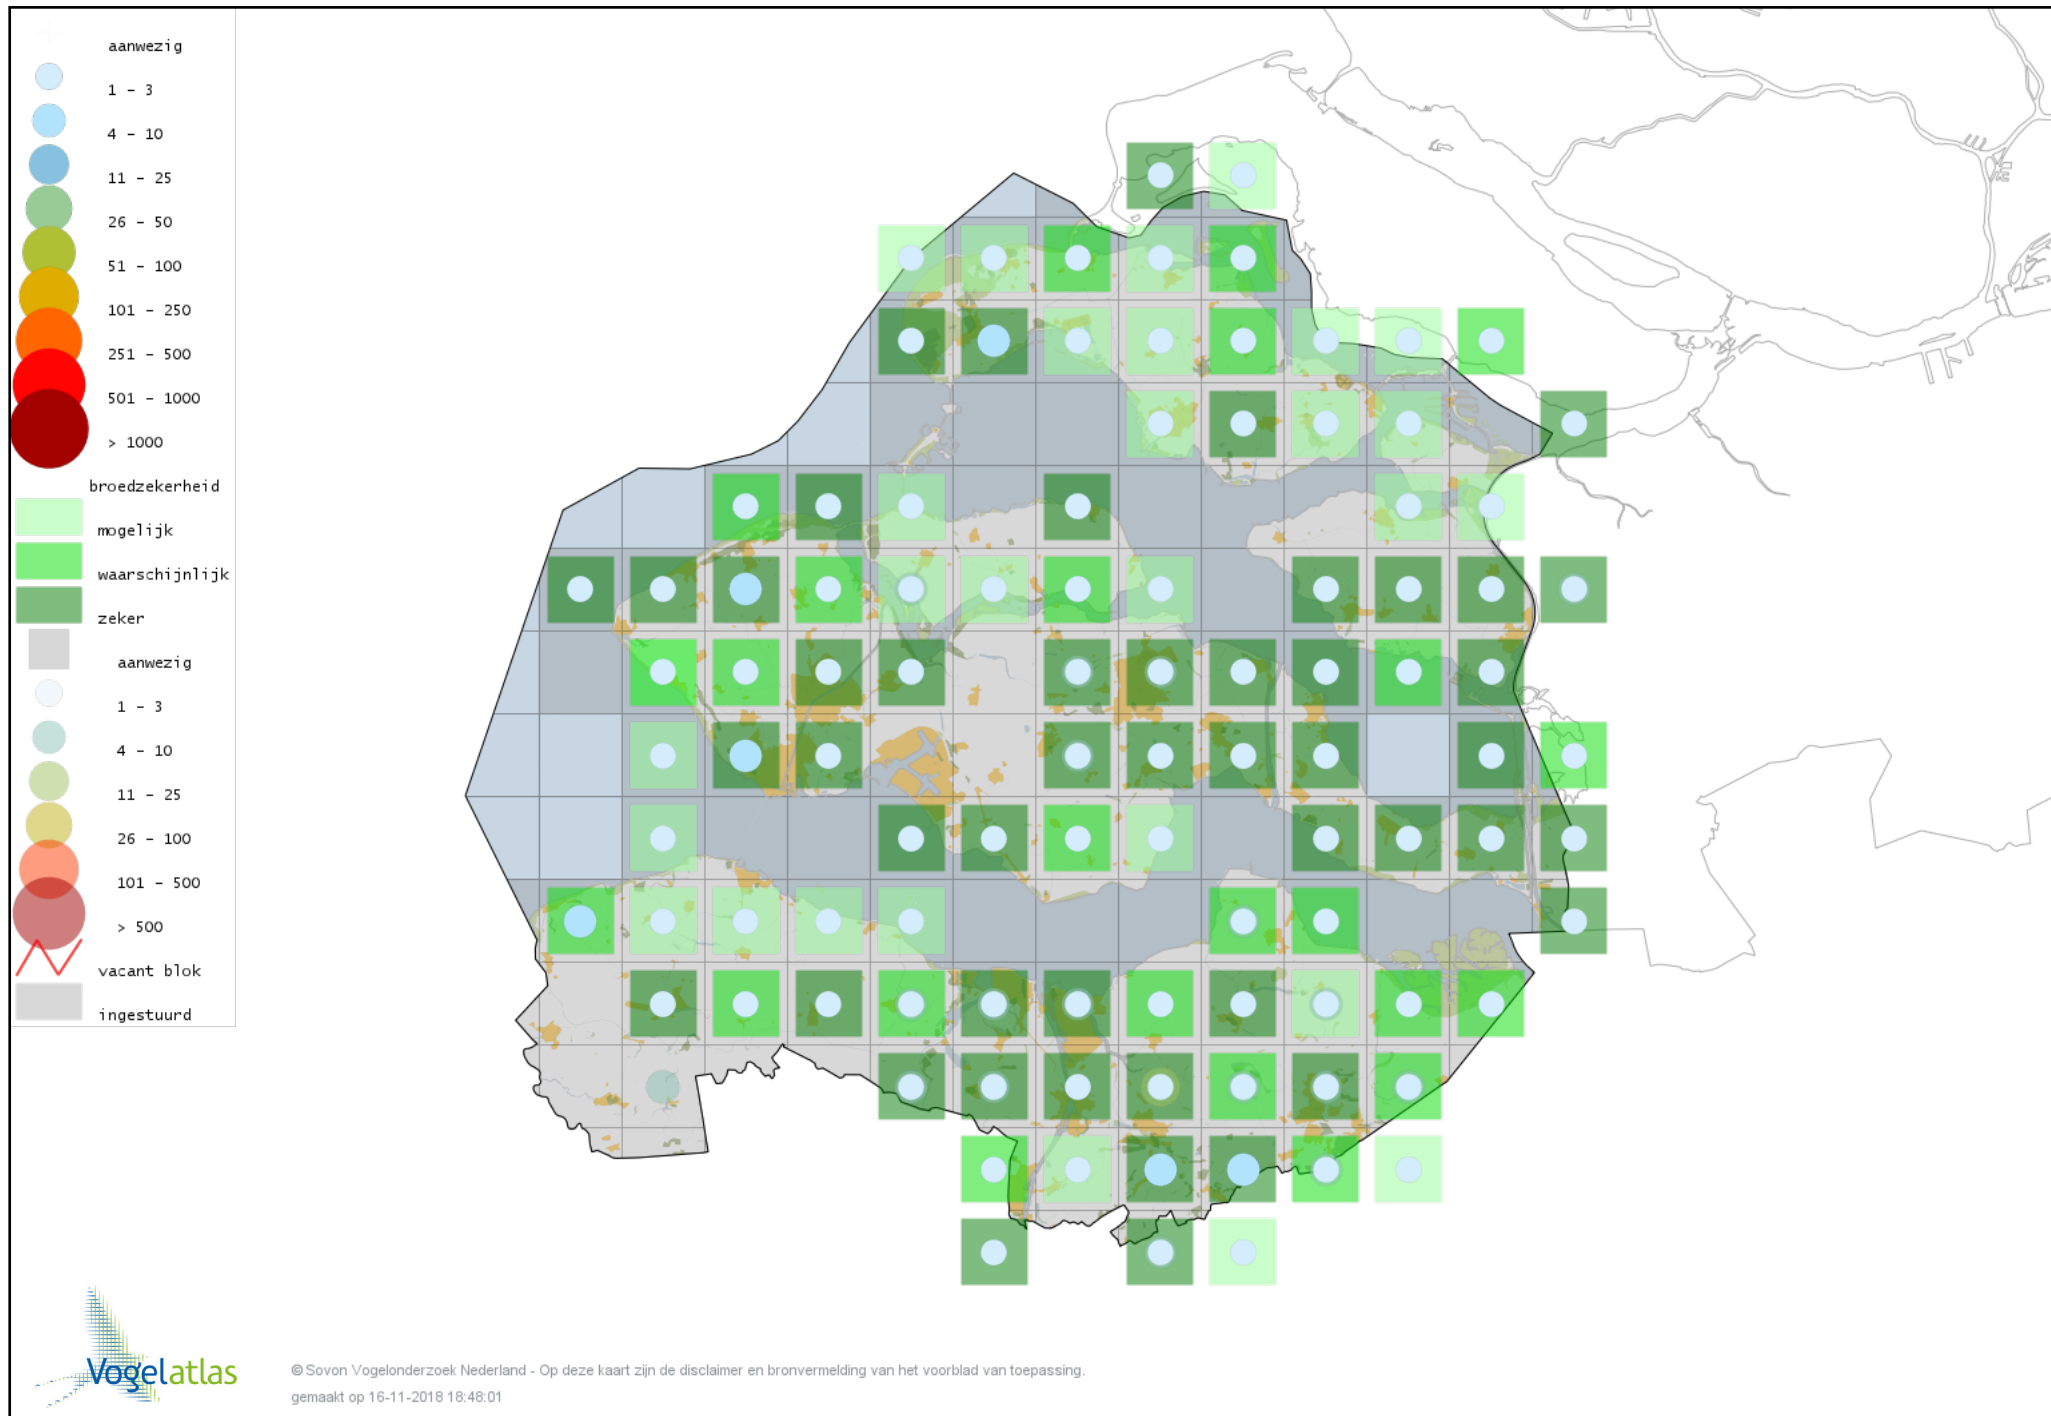 aanwezig
1 - 3
4 - 10
11 - 25
26 - 50
51 - 100
101 - 250
251 - 500
501 - 1000
> 1000
broedzekerheid
mogelijk
waarschijnlijk
zeker
aanwezig
1 - 3
4 - 10
11 - 25
26 - 100
101 - 500
> 500
vacant blok
ingestuurd
Vogelatlas
© Sovon Vogelonderzoek Nederland - Op deze kaart zijn de disclaimer en bronvermelding van het voorblad van toepassing.
gemaakt op 16-11-2018 18:48:01